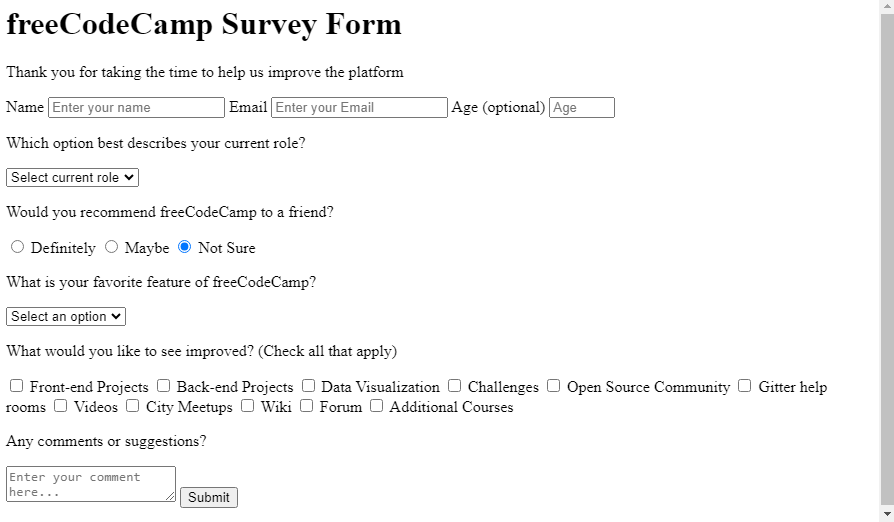 freeCodeCamp Survey Form
Thank you for taking the time to help us improve the platform
Name Enter your name Email Enter your Email Age (optional) Age
Which option best describes your current role?
Select current role
Would you recommend freeCodeCamp to a friend?
Definitely Maybe Not Sure
What is your favorite feature of freeCodeCamp?
Select an option
What would you like to see improved? (Check all that apply)
Front-end Projects Back-end Projects Data Visualization Challenges Open Source Community Gitter help
rooms Videos City Meetups Wiki Forum Additional Courses
Any comments or suggestions?
Enter your comment
here... Submit